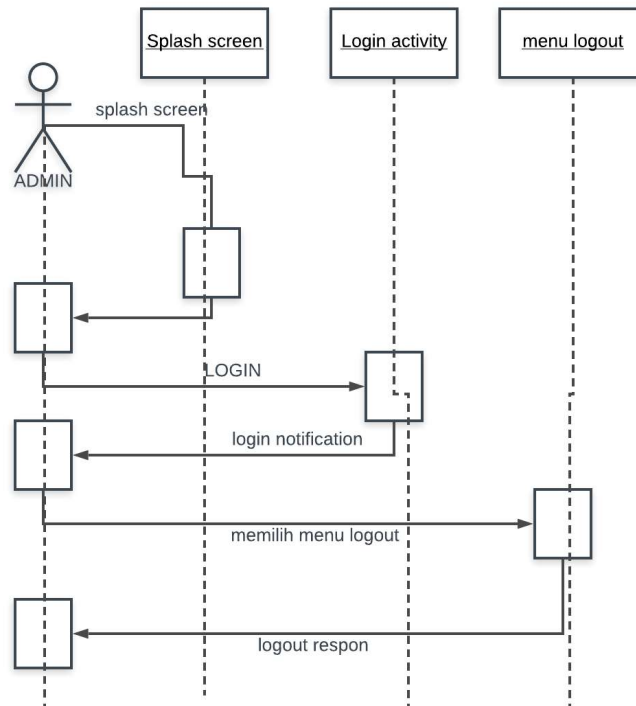 Splash screen
Login activity
menu logout
splash screen
ADMIN
LOGIN
login notification
memilih menu logout
logout respon